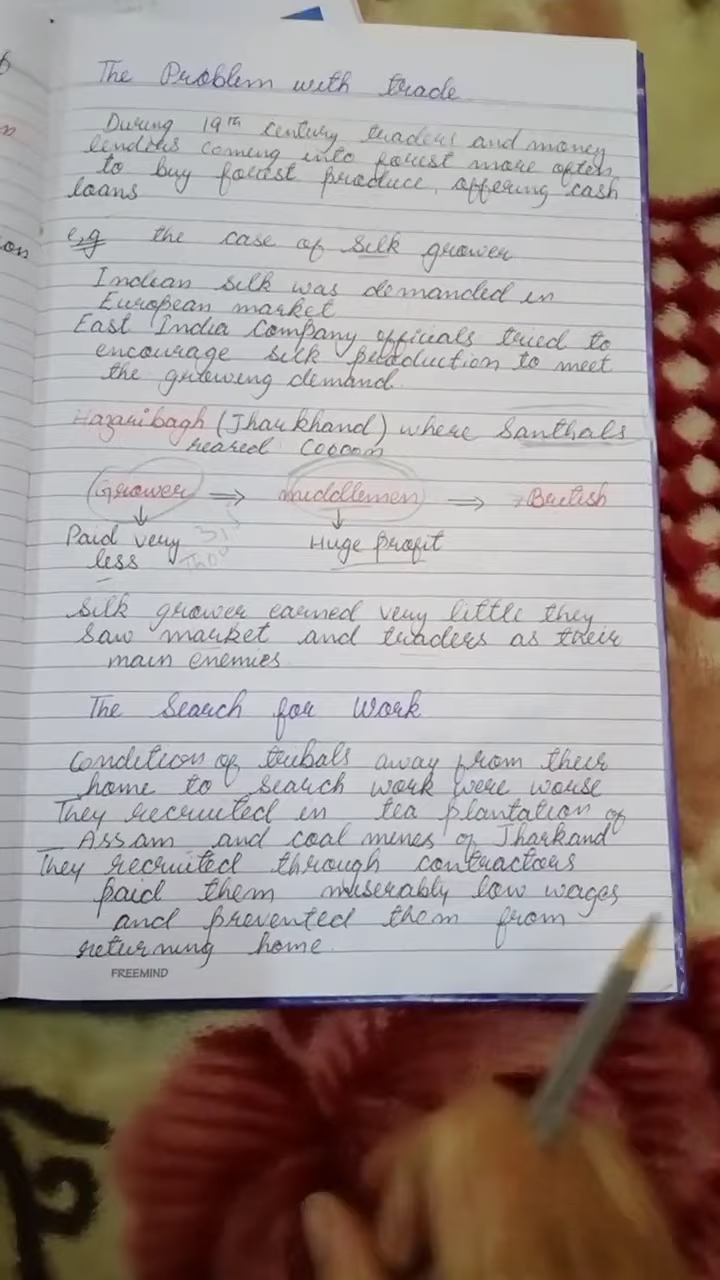 The Problem with trade
During 19th century traders and money
lenders coming into forest more often
to buy forest produce, offering cash
loans
e.g the case of silk grower
Indian silk was demanded in
European market
East India Company officials tried to
encourage silk production to meet
the growing demand
Hazaribagh (Jharkhand) where Santhals
reared Cocoon
Grower ⇒ middlemen → British
↓ ↓
Paid very Huge profit
less
Silk grower earned very little they
saw market and traders as their
main enemies
The Search for Work
Condition of tribals away from their
home to search work were worse
They recruited in tea plantation of
Assam and coal mines of Jharkand
They recruited through contractors
paid them miserably low wages
and prevented them from
returning home
FREEMIND
on